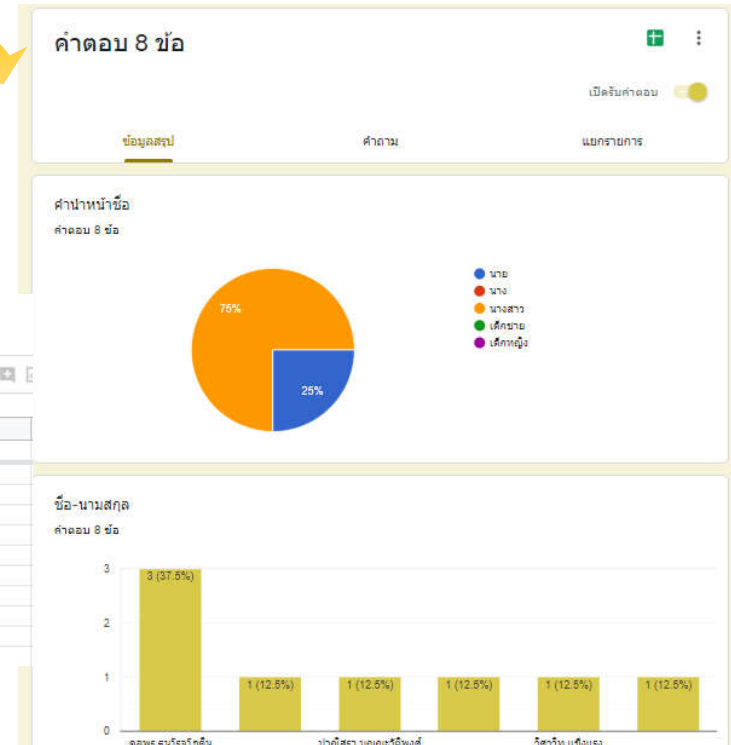 คำตอบ 8 ข้อ
เปิดรับคำตอบ
ข้อมูลสรุป
คำถาม
แยกรายการ
คำนำหน้าชื่อ
คำตอบ 8 ข้อ
75%
25%
นาย
นาง
นางสาว
เด็กชาย
เด็กหญิง
ชื่อ-นามสกุล
คำตอบ 8 ข้อ
3
2
1
0
3 (37.5%)
1 (12.5%)
1 (12.5%)
1 (12.5%)
1 (12.5%)
1 (12.5%)